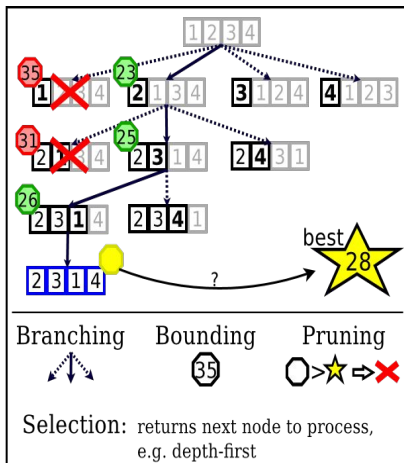 1 2 3 4
35 23
1 2 3 4 2 1 3 4 3 1 2 4 4 1 2 3
31 25
2 1 3 4 2 3 1 4 2 4 3 1
26
2 3 1 4 2 3 4 1
best
28
2 3 1 4
?
Branching Bounding Pruning
35 >
Selection: returns next node to process,
e.g. depth-first